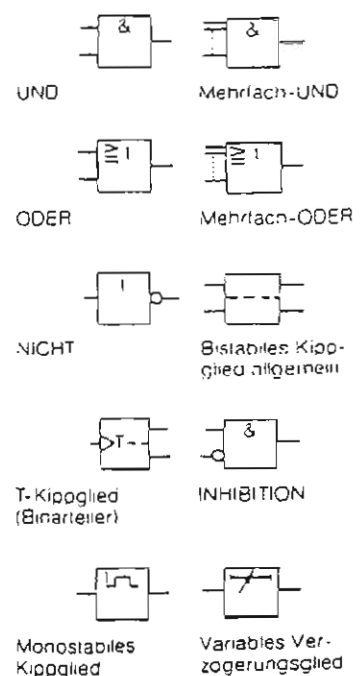 & &
UND Mehrfach-UND
≧ 1 ≧ 1
ODER Mehrfach-ODER
1
NICHT Bistabiles Kipp-
glied allgemein
T &
T-Kippglied INHIBITION
(Binärteiler)
1
Monostabiles Variables Ver-
Kippglied zögerungsglied